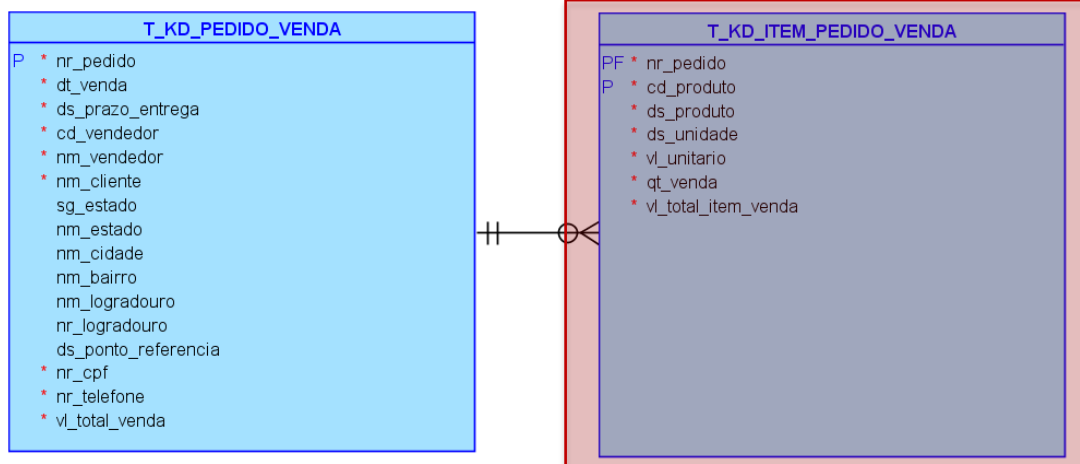 T_KD_PEDIDO_VENDA
P * nr_pedido
* dt_venda
* ds_prazo_entrega
* cd_vendedor
* nm_vendedor
* nm_cliente
sg_estado
nm_estado
nm_cidade
nm_bairro
nm_logradouro
nr_logradouro
ds_ponto_referencia
* nr_cpf
* nr_telefone
* vl_total_venda
T_KD_ITEM_PEDIDO_VENDA
PF * nr_pedido
P * cd_produto
* ds_produto
* ds_unidade
* vl_unitario
* qt_venda
* vl_total_item_venda